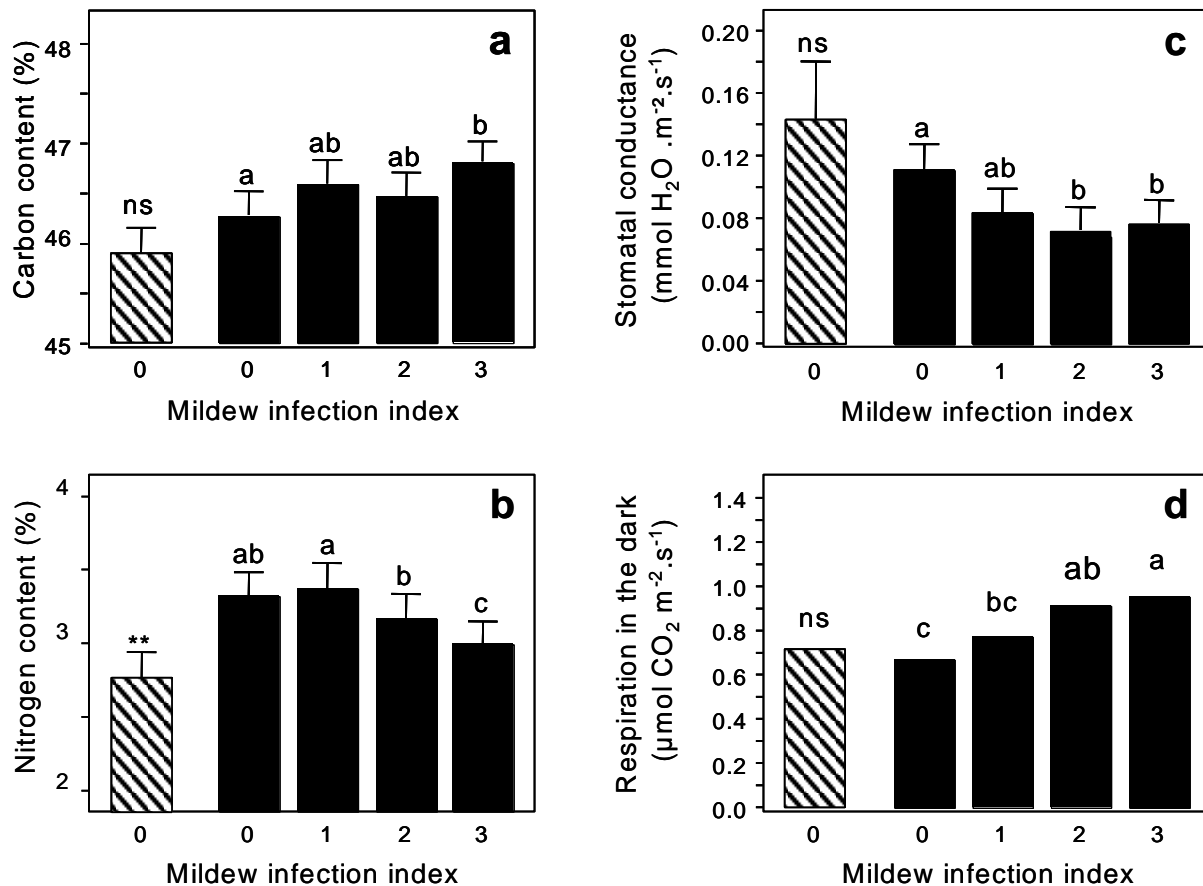 a
Carbon content (%)
48
47
46
45
ns
a
ab
ab
b
0 0 1 2 3
Mildew infection index
c
Stomatal conductance
(mmol H₂O .m⁻².s⁻¹)
0.20
0.16
0.12
0.08
0.04
0.00
ns
a
ab
b
b
0 0 1 2 3
Mildew infection index
b
Nitrogen content (%)
4
3
2
**
ab
a
b
c
0 0 1 2 3
Mildew infection index
d
Respiration in the dark
(µmol CO₂ m⁻².s⁻¹)
1.4
1.2
1.0
0.8
0.6
0.4
0.2
0.0
ns
c
bc
ab
a
0 0 1 2 3
Mildew infection index